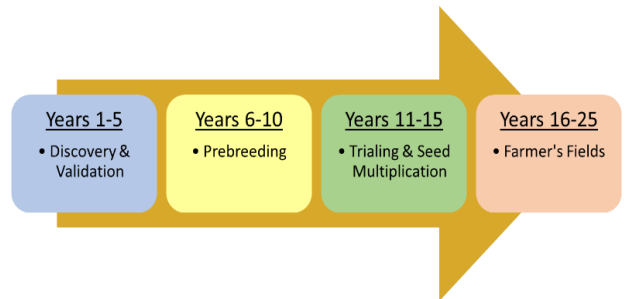 Years 1-5
• Discovery &
Validation
Years 6-10
• Prebreeding
Years 11-15
• Trialing & Seed
Multiplication
Years 16-25
• Farmer's Fields